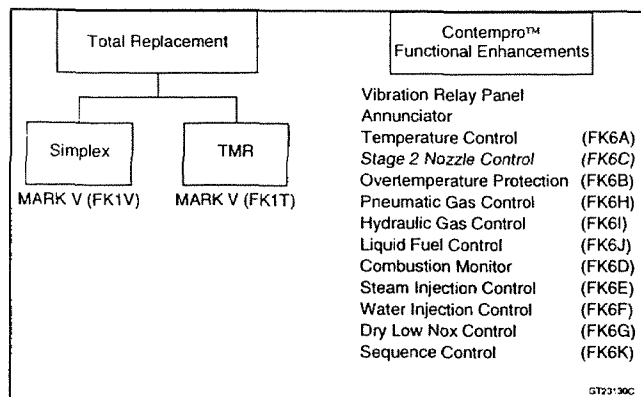 Total Replacement
Simplex
TMR
MARK V (FK1V)
MARK V (FK1T)
Contempro™
Functional Enhancements
Vibration Relay Panel
Annunciator
Temperature Control (FK6A)
Stage 2 Nozzle Control (FK6C)
Overtemperature Protection (FK6B)
Pneumatic Gas Control (FK6H)
Hydraulic Gas Control (FK6I)
Liquid Fuel Control (FK6J)
Combustion Monitor (FK6D)
Steam Injection Control (FK6E)
Water Injection Control (FK6F)
Dry Low Nox Control (FK6G)
Sequence Control (FK6K)
GT23130C